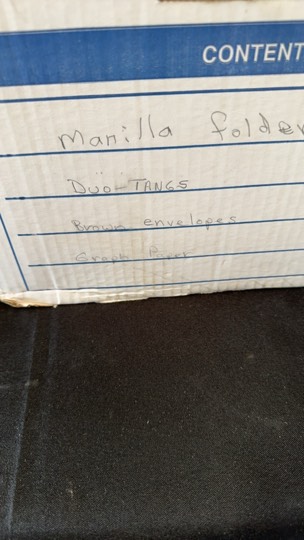 CONTENT
Manilla folder
Duo-TANGS
Brown envelopes
Graph Paper